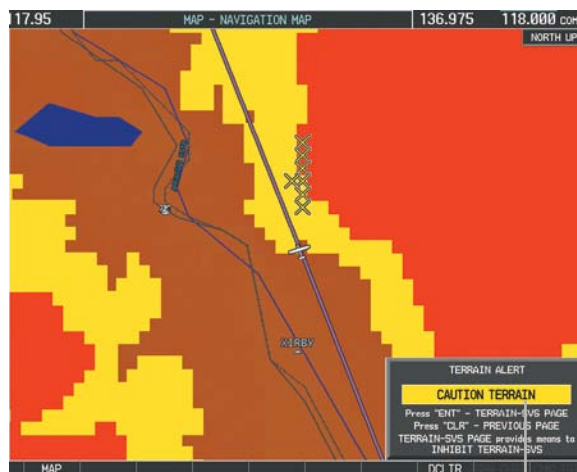 117.95 MAP - NAVIGATION MAP 136.975 118.000 COM
NORTH UP
KIRBY
TERRAIN ALERT
CAUTION TERRAIN
Press "ENT" - TERRAIN-SVS PAGE
Press "CLR" - PREVIOUS PAGE
TERRAIN-SVS PAGE provides means to
INHIBIT TERRAIN-SVS
MAP DCLTR